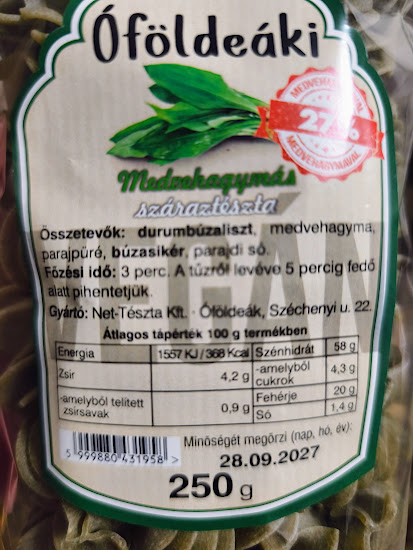 Óföldeáki
MEDVEHAGYMÁVAL
27%
MEDVEHAGYMÁVAL
Medvehagymás
száraztészta
VEGÁN
Összetevők: durumbúzaliszt, medvehagyma,
parajpüré, búzasikér, parajdi só.
Főzési idő: 3 perc. A tűzről levéve 5 percig fedő
alatt pihentetjük.
Gyártó: Net-Tészta Kft. · Óföldeák, Széchenyi u. 22.
Átlagos tápérték 100 g termékben
Energia 1557 KJ / 368 Kcal Szénhidrát 58 g
Zsír 4,2 g -amelyből cukrok 4,3 g
-amelyből telített zsírsavak 0,9 g Fehérje 20 g
Só 1,4 g
5 999880 431958 >
Minőségét megőrzi (nap, hó, év):
28.09.2027
250 g